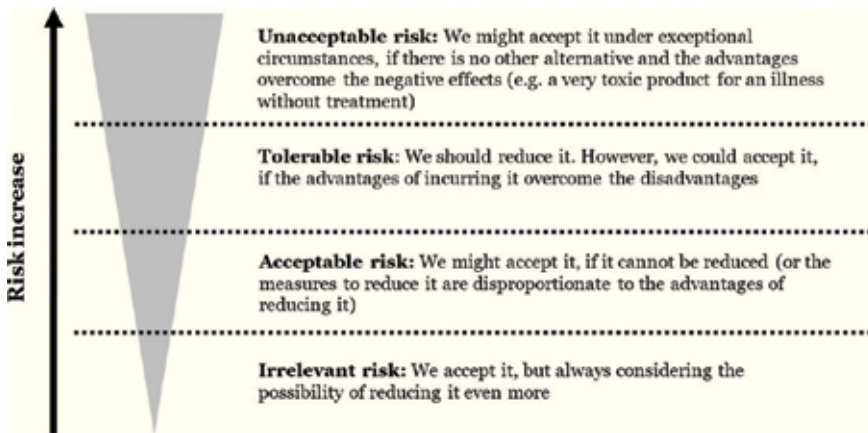 Risk increase
Unacceptable risk: We might accept it under exceptional
circumstances, if there is no other alternative and the advantages
overcome the negative effects (e.g. a very toxic product for an illness
without treatment)
Tolerable risk: We should reduce it. However, we could accept it,
if the advantages of incurring it overcome the disadvantages
Acceptable risk: We might accept it, if it cannot be reduced (or the
measures to reduce it are disproportionate to the advantages of
reducing it)
Irrelevant risk: We accept it, but always considering the
possibility of reducing it even more